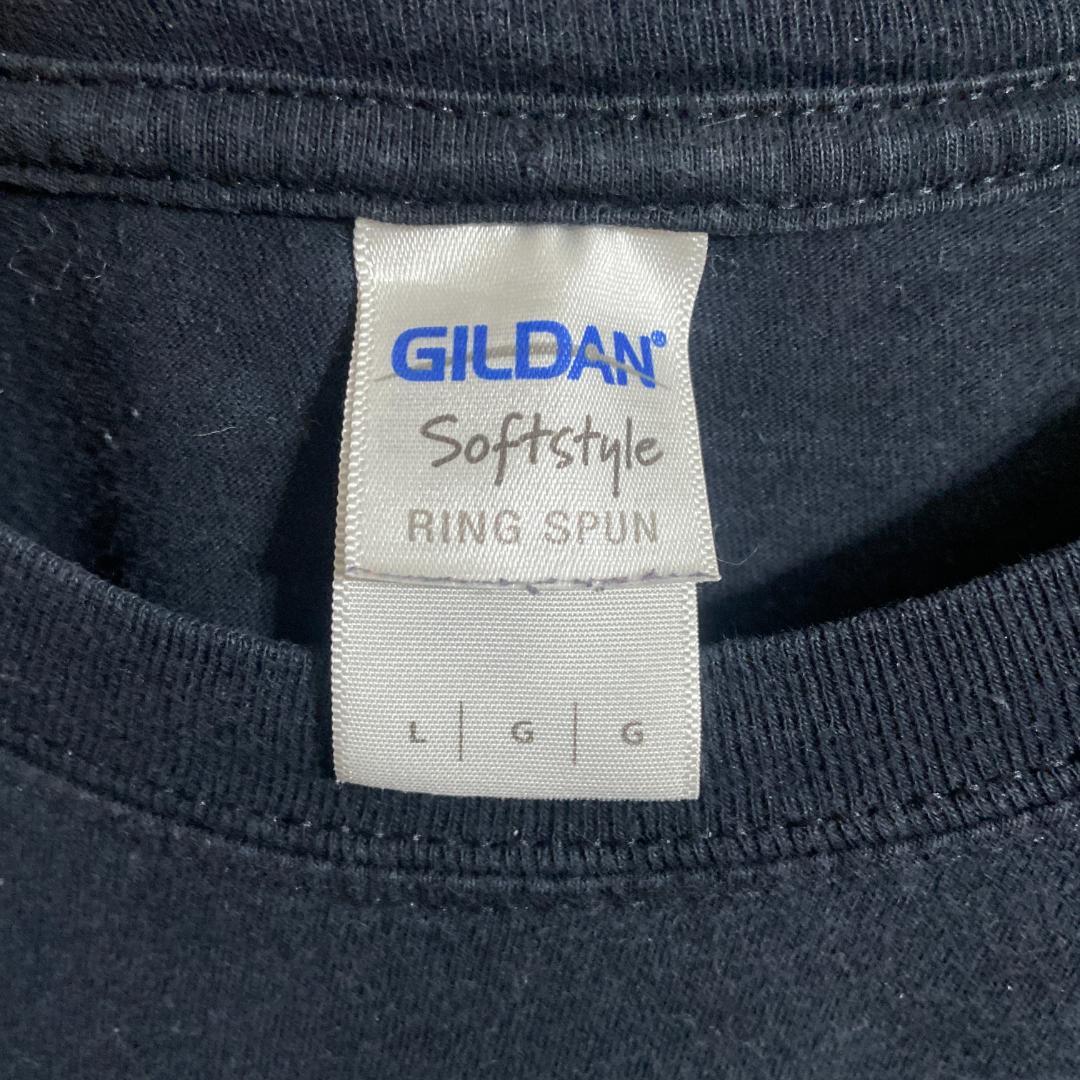 GILDAN®
Softstyle
RING SPUN
L | G | G